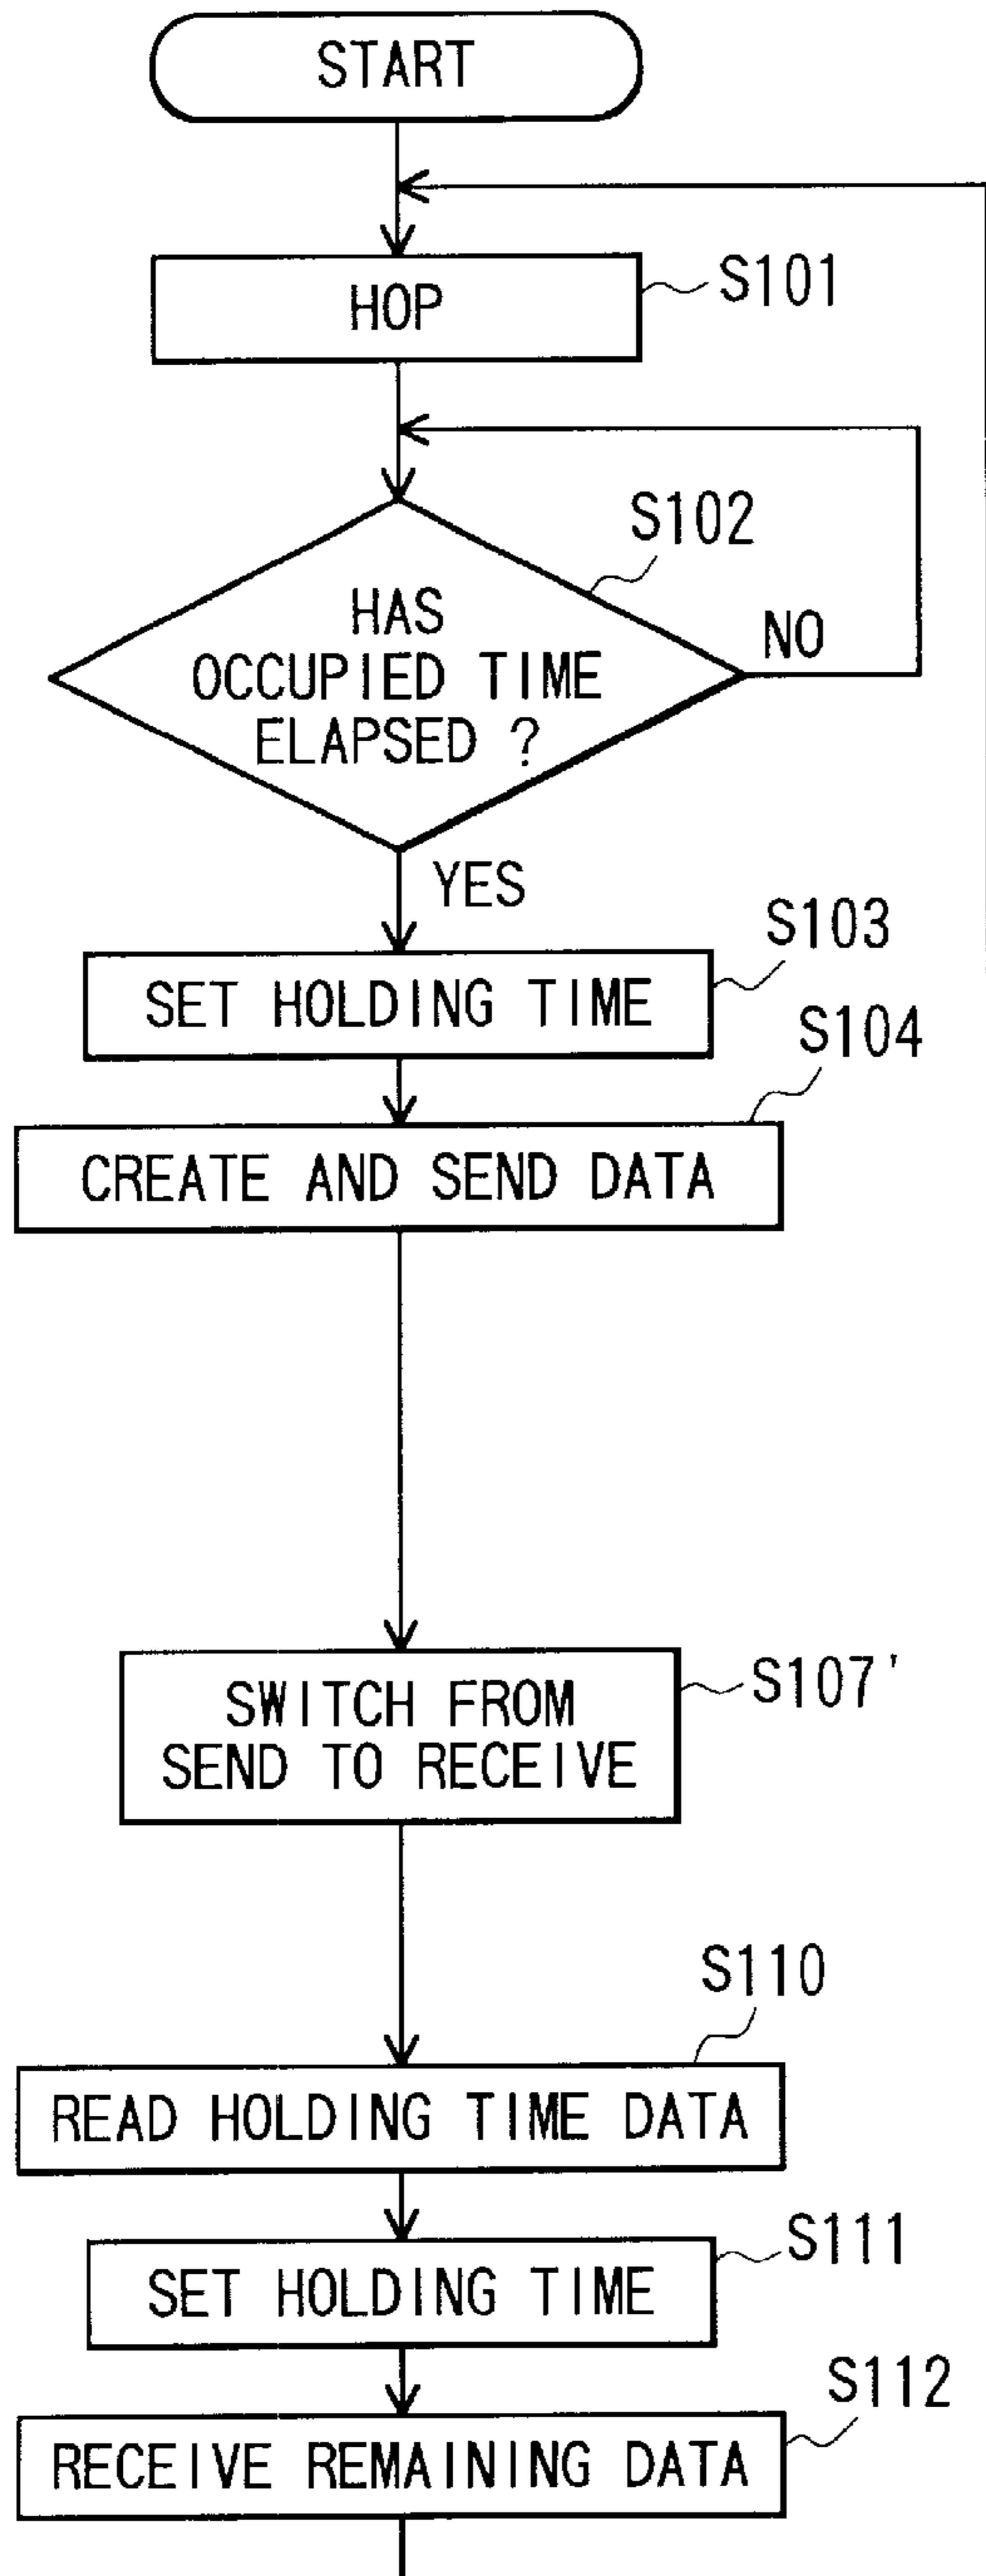 START
HOP
S101
S102
HAS
OCCUPIED TIME
ELAPSED ?
NO
YES
S103
SET HOLDING TIME
S104
CREATE AND SEND DATA
S107'
SWITCH FROM
SEND TO RECEIVE
S110
READ HOLDING TIME DATA
S111
SET HOLDING TIME
S112
RECEIVE REMAINING DATA